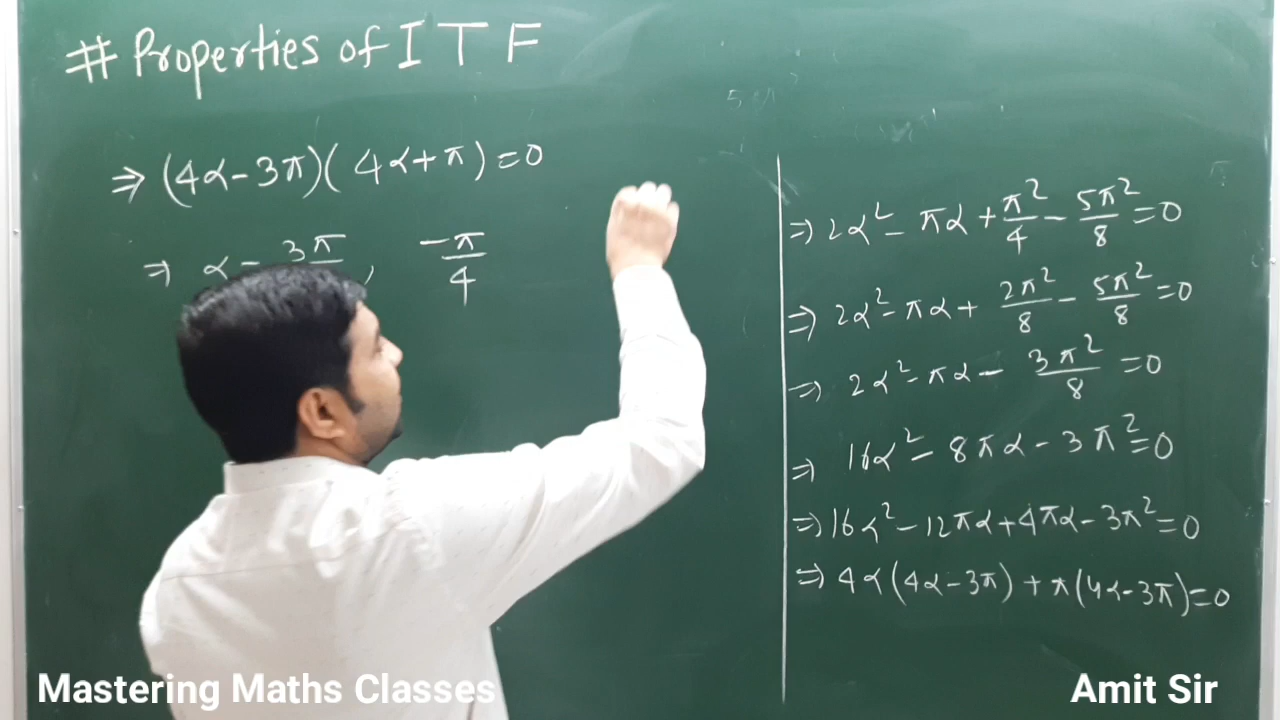 # Properties of I T F
⇒ (4α-3π)(4α+π)=0
⇒ α - 3π , -π/4
⇒ 2α² - πα + π²/4 - 5π²/8 = 0
⇒ 2α² - πα + 2π²/8 - 5π²/8 = 0
⇒ 2α² - πα - 3π²/8 = 0
⇒ 16α² - 8πα - 3π² = 0
⇒ 16α² - 12πα + 4πα - 3π² = 0
⇒ 4α(4α-3π) + π(4α-3π) = 0
Mastering Maths Classes
Amit Sir